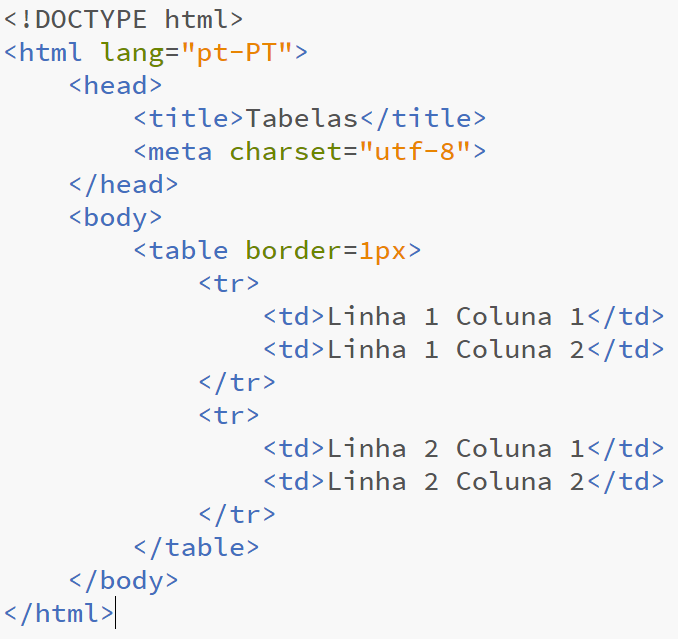 <!DOCTYPE html>
<html lang="pt-PT">
    <head>
        <title>Tabelas</title>
        <meta charset="utf-8">
    </head>
    <body>
        <table border=1px>
            <tr>
                <td>Linha 1 Coluna 1</td>
                <td>Linha 1 Coluna 2</td>
            </tr>
            <tr>
                <td>Linha 2 Coluna 1</td>
                <td>Linha 2 Coluna 2</td>
            </tr>
        </table>
    </body>
</html>